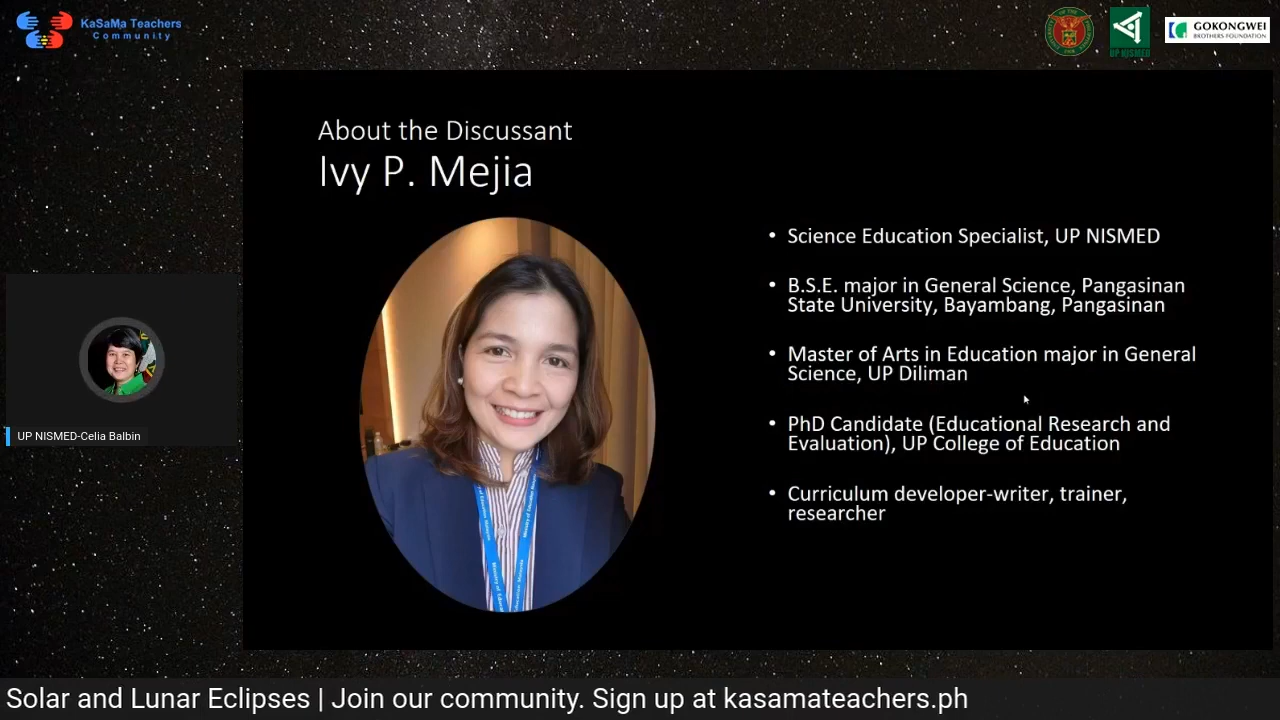 KaSaMa Teachers
Community
UP NISMED
GOKONGWEI
BROTHERS FOUNDATION
About the Discussant
Ivy P. Mejia
• Science Education Specialist, UP NISMED
• B.S.E. major in General Science, Pangasinan
State University, Bayambang, Pangasinan
• Master of Arts in Education major in General
Science, UP Diliman
• PhD Candidate (Educational Research and
Evaluation), UP College of Education
• Curriculum developer-writer, trainer,
researcher
UP NISMED-Celia Balbin
Solar and Lunar Eclipses | Join our community. Sign up at kasamateachers.ph